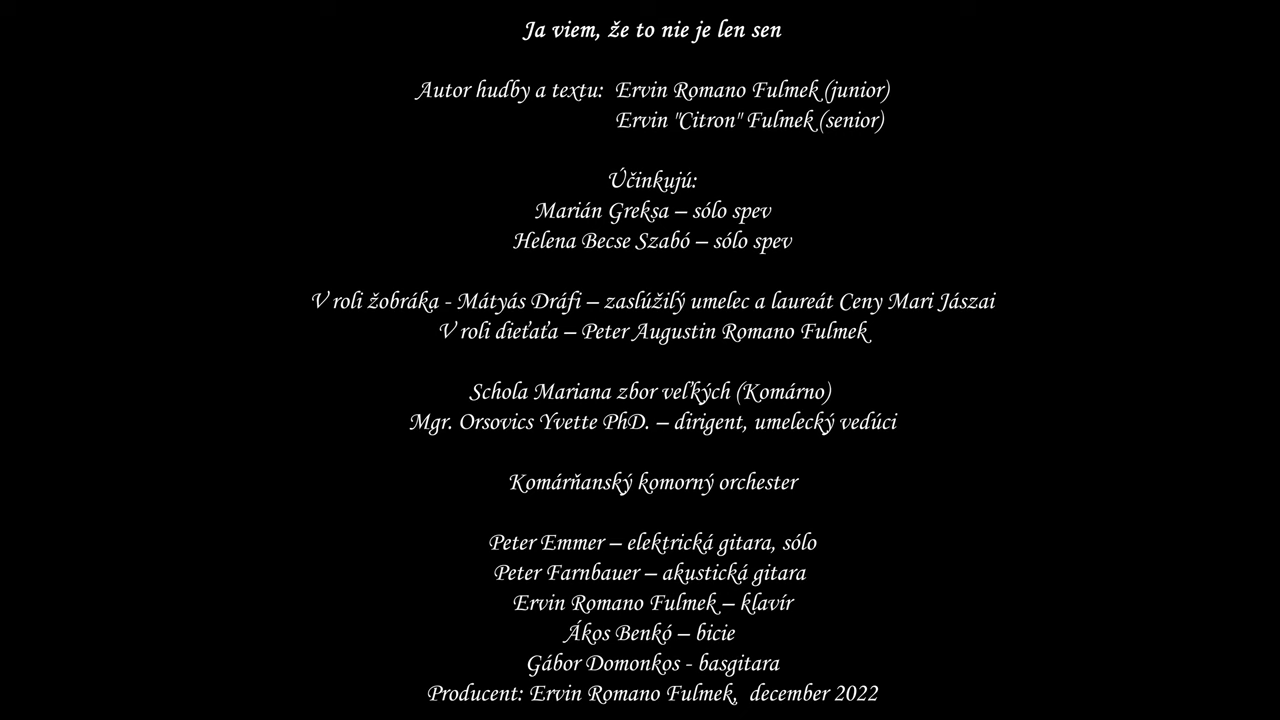 Ja viem, že to nie je len sen
Autor hudby a textu: Ervin Romano Fulmek (junior)
Ervin "Citron" Fulmek (senior)
Účinkujú:
Marián Greksa – sólo spev
Helena Becse Szabó – sólo spev
V roli žobráka - Mátyás Dráfi – zaslúžilý umelec a laureát Ceny Mari Jászai
V roli dieťaťa – Peter Augustin Romano Fulmek
Schola Mariana zbor veľkých (Komárno)
Mgr. Orsovics Yvette PhD. – dirigent, umelecký vedúci
Komárňanský komorný orchester
Peter Emmer – elektrická gitara, sólo
Peter Farnbauer – akustická gitara
Ervin Romano Fulmek – klavír
Ákos Benkó – bicie
Gábor Domonkos - basgitara
Producent: Ervin Romano Fulmek, december 2022